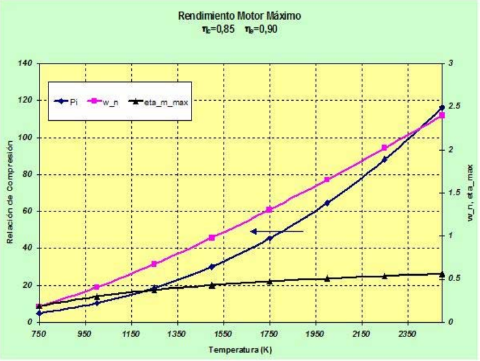 Rendimiento Motor Máximo
ηc=0,85 ηe=0,90
140
120
100
80
60
40
20
0
3
2.5
2
1.5
1
0.5
0
Pi w_n eta_m_max
Relación de Compresión
w_n, eta_max
750 950 1150 1350 1550 1750 1950 2150 2350
Temperatura (K)